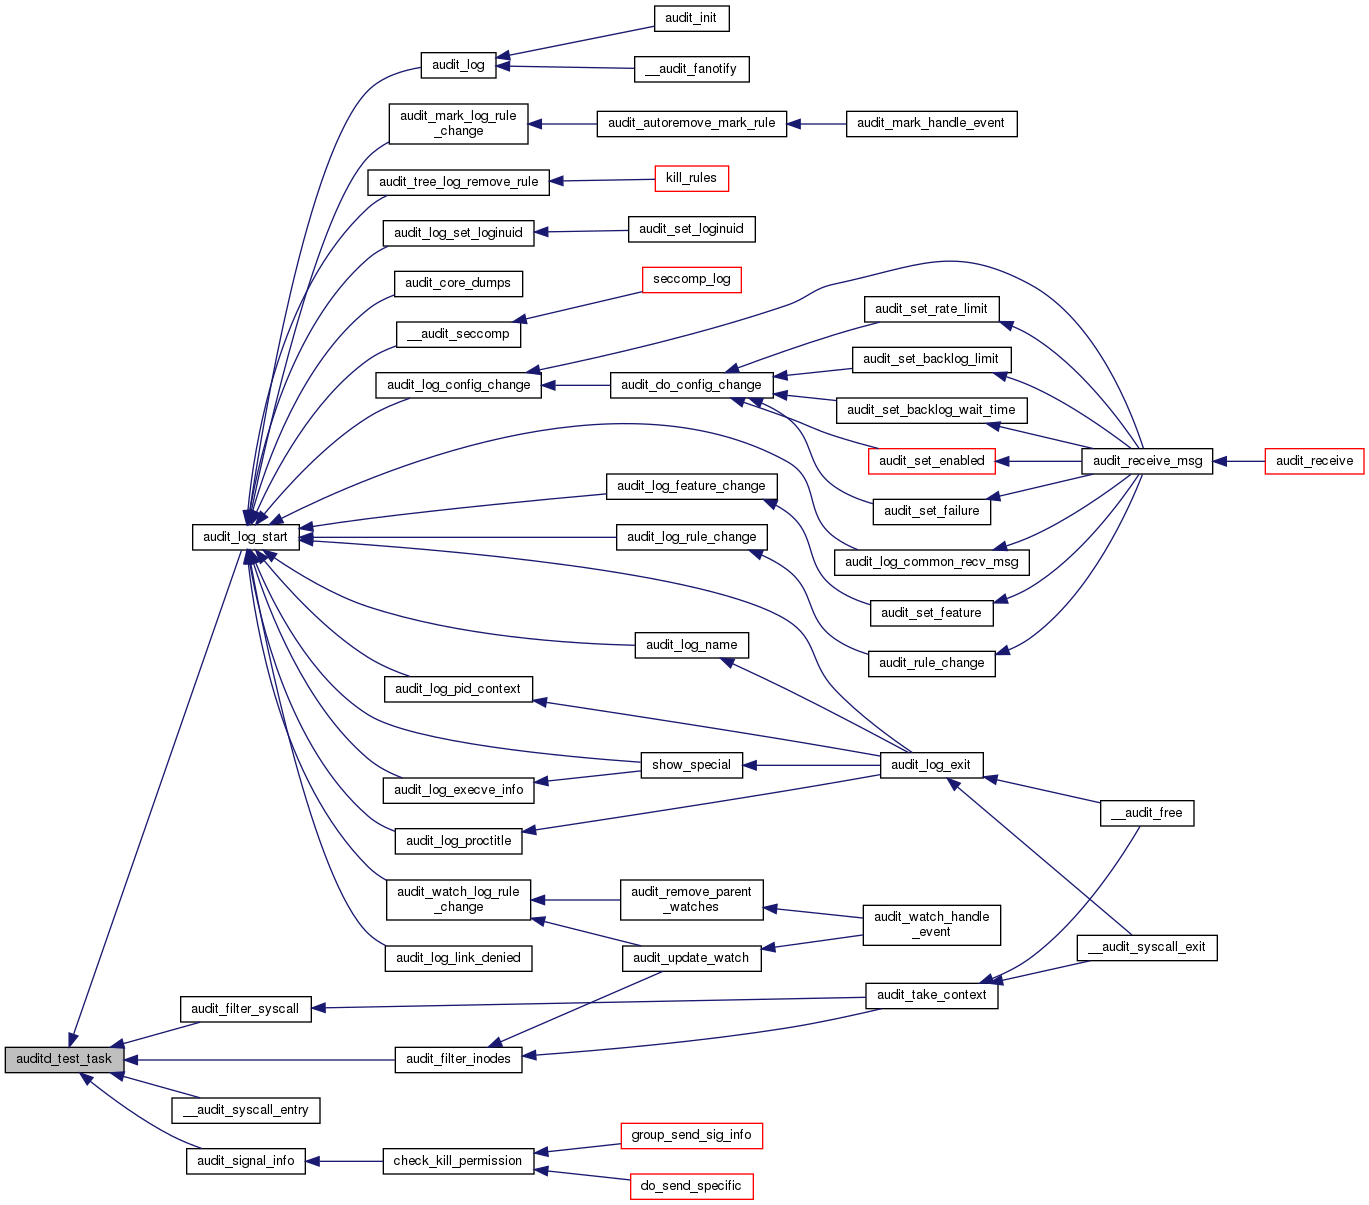 audit_init
audit_log
__audit_fanotify
audit_mark_log_rule
_change
audit_autoremove_mark_rule
audit_mark_handle_event
audit_tree_log_remove_rule
kill_rules
audit_log_set_loginuid
audit_set_loginuid
audit_core_dumps
seccomp_log
__audit_seccomp
audit_set_rate_limit
audit_set_backlog_limit
audit_log_config_change
audit_do_config_change
audit_set_backlog_wait_time
audit_set_enabled
audit_receive_msg
audit_receive
audit_log_feature_change
audit_set_failure
audit_log_start
audit_log_rule_change
audit_log_common_recv_msg
audit_set_feature
audit_log_name
audit_rule_change
audit_log_pid_context
show_special
audit_log_exit
audit_log_execve_info
__audit_free
audit_log_proctitle
audit_watch_log_rule
_change
audit_remove_parent
_watches
audit_watch_handle
_event
audit_log_link_denied
audit_update_watch
__audit_syscall_exit
audit_filter_syscall
audit_take_context
auditd_test_task
audit_filter_inodes
__audit_syscall_entry
group_send_sig_info
audit_signal_info
check_kill_permission
do_send_specific